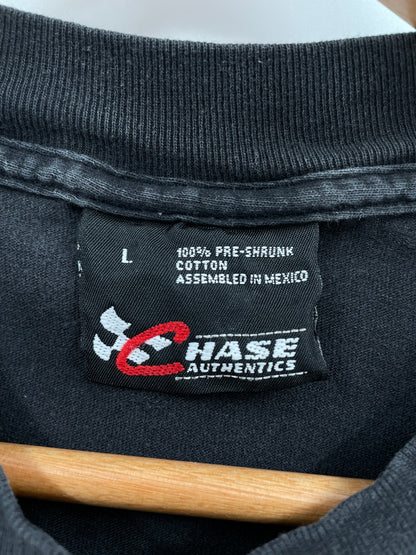 L
100% PRE-SHRUNK
COTTON
ASSEMBLED IN MEXICO
CHASE
AUTHENTICS